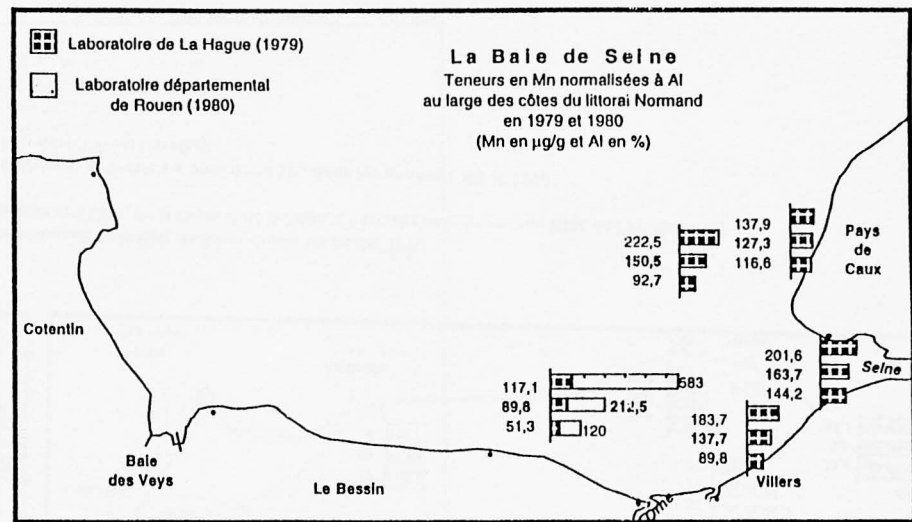 Laboratoire de La Hague (1979)
Laboratoire départemental
de Rouen (1980)
La Baie de Seine
Teneurs en Mn normalisées à Al
au large des côtes du littorai Normand
en 1979 et 1980
(Mn en µg/g et Al en %)
137,9
127,3
116,6
222,5
150,5
92,7
Pays
de
Caux
Cotentin
201,6
163,7
144,2
Seine
117,1
583
89,8
212,5
51,3
120
183,7
137,7
89,8
Baie
des Veys
Le Bessin
Villers
Orne